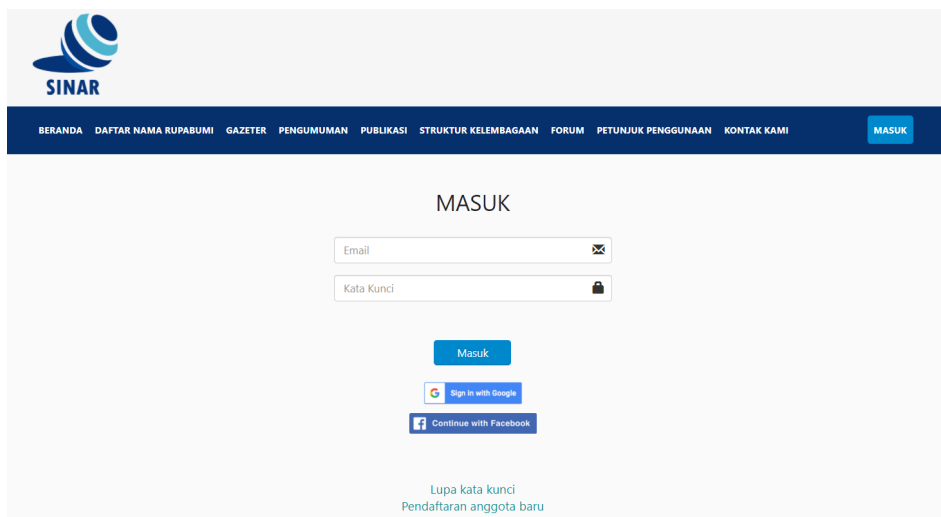 SINAR
BERANDA DAFTAR NAMA RUPABUMI GAZETER PENGUMUMAN PUBLIKASI STRUKTUR KELEMBAGAAN FORUM PETUNJUK PENGGUNAAN KONTAK KAMI MASUK
MASUK
Email
Kata Kunci
Masuk
Sign in with Google
Continue with Facebook
Lupa kata kunci
Pendaftaran anggota baru